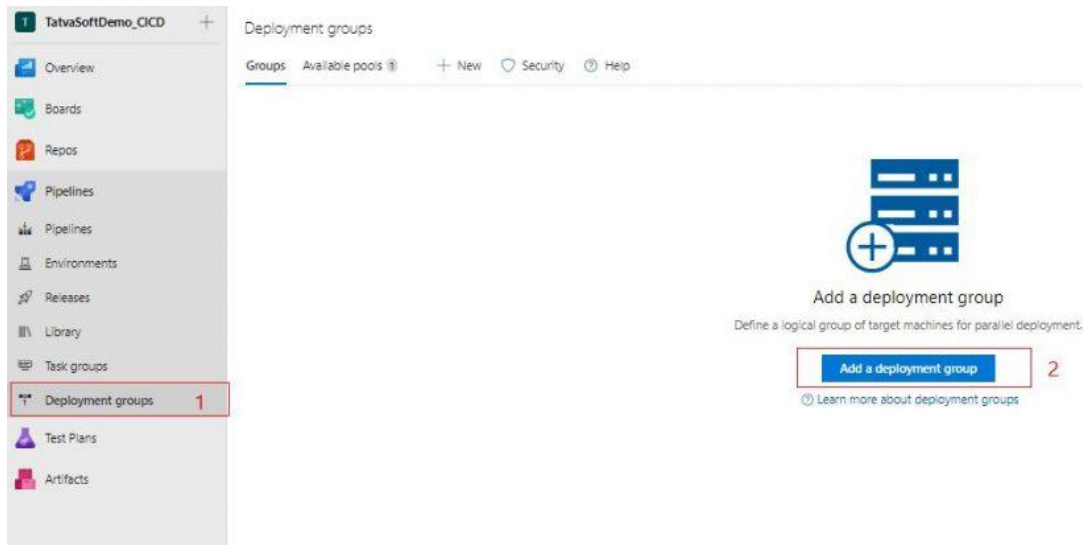 T TatvaSoftDemo_CICD
Overview
Boards
Repos
Pipelines
Pipelines
Environments
Releases
Library
Task groups
Deployment groups 1
Test Plans
Artifacts
Deployment groups
Groups Available pools 1 + New Security ? Help
Add a deployment group
Define a logical group of target machines for parallel deployment.
Add a deployment group 2
? Learn more about deployment groups